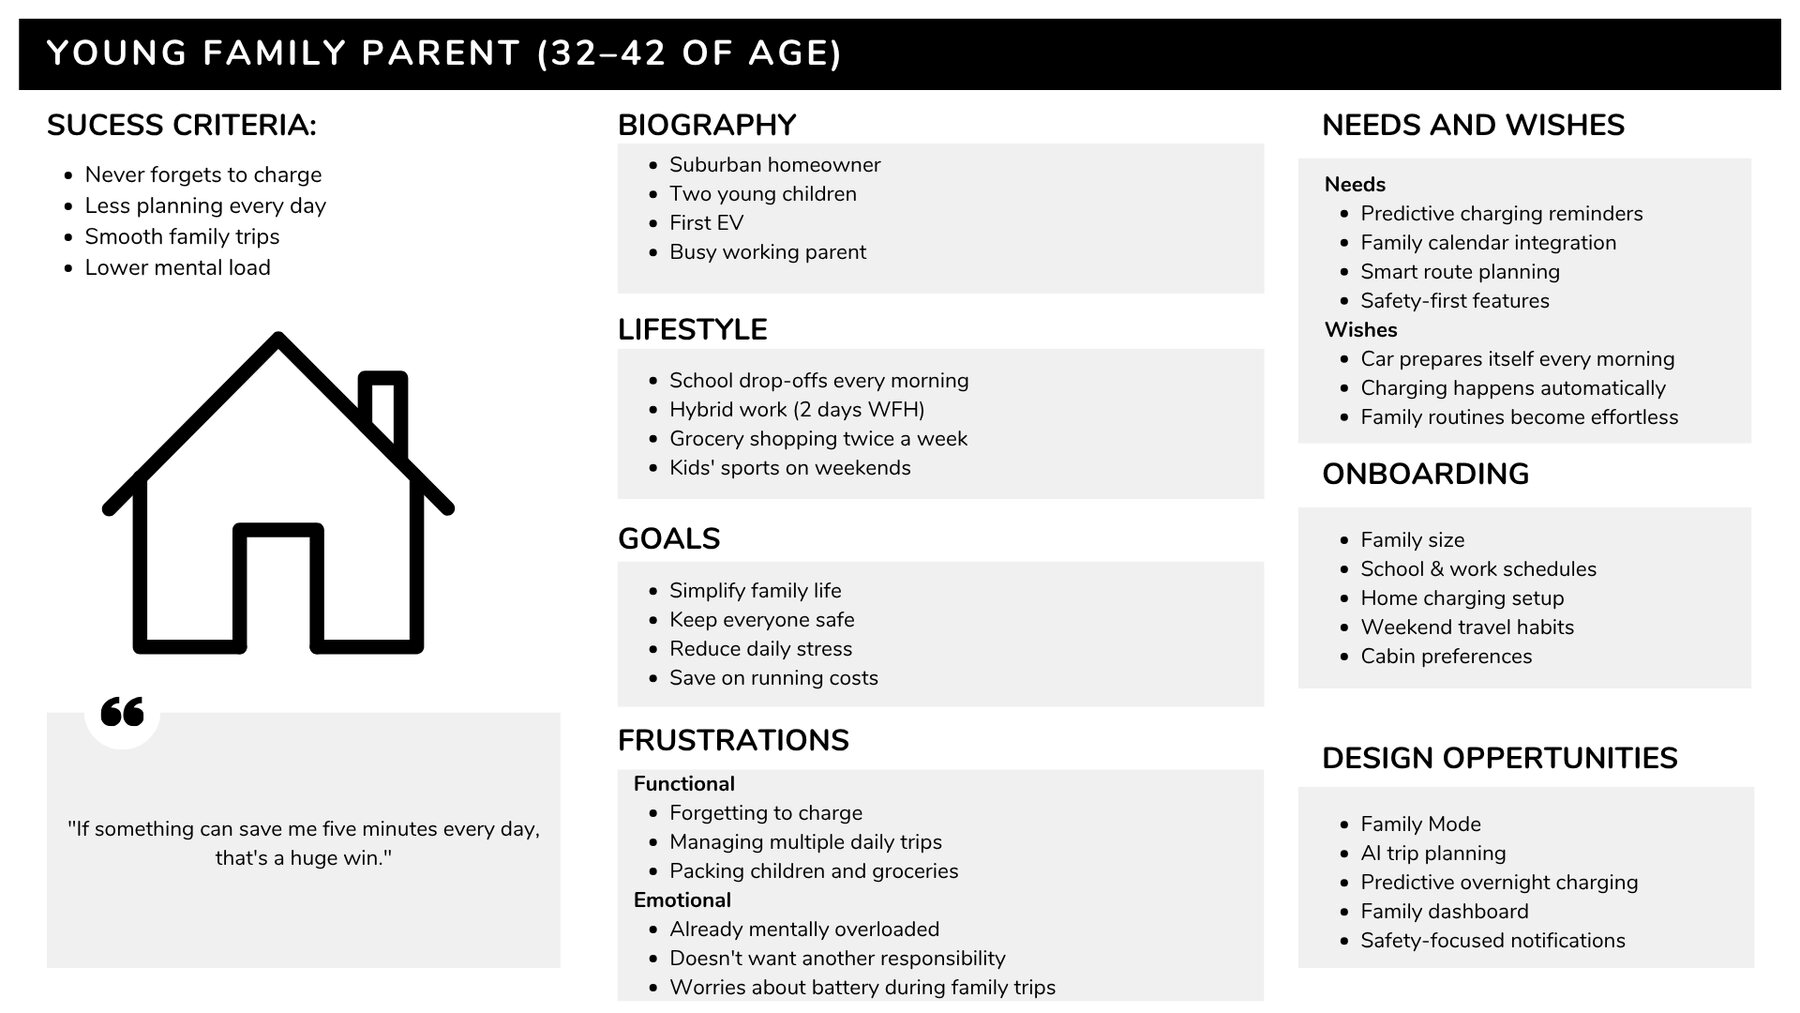 YOUNG FAMILY PARENT (32–42 OF AGE)
SUCESS CRITERIA:
• Never forgets to charge
• Less planning every day
• Smooth family trips
• Lower mental load
"If something can save me five minutes every day,
that's a huge win."
BIOGRAPHY
• Suburban homeowner
• Two young children
• First EV
• Busy working parent
LIFESTYLE
• School drop-offs every morning
• Hybrid work (2 days WFH)
• Grocery shopping twice a week
• Kids' sports on weekends
GOALS
• Simplify family life
• Keep everyone safe
• Reduce daily stress
• Save on running costs
FRUSTRATIONS
Functional
• Forgetting to charge
• Managing multiple daily trips
• Packing children and groceries
Emotional
• Already mentally overloaded
• Doesn't want another responsibility
• Worries about battery during family trips
NEEDS AND WISHES
Needs
• Predictive charging reminders
• Family calendar integration
• Smart route planning
• Safety-first features
Wishes
• Car prepares itself every morning
• Charging happens automatically
• Family routines become effortless
ONBOARDING
• Family size
• School & work schedules
• Home charging setup
• Weekend travel habits
• Cabin preferences
DESIGN OPPERTUNITIES
• Family Mode
• AI trip planning
• Predictive overnight charging
• Family dashboard
• Safety-focused notifications